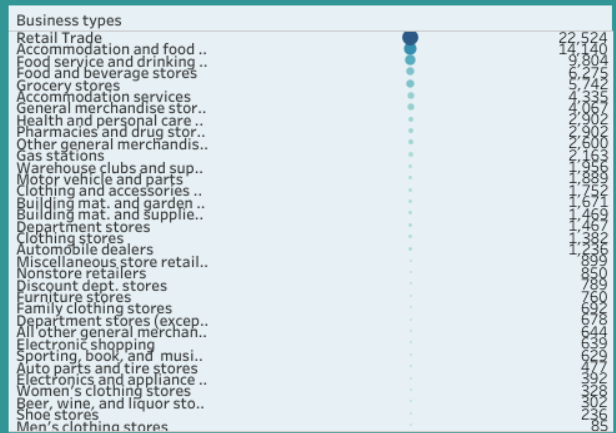 Business types
Retail Trade 22,524
Accommodation and food .. 14,140
Food service and drinking .. 9,804
Food and beverage stores 6,275
Grocery stores 5,742
Accommodation services 4,335
General merchandise stor.. 4,067
Health and personal care .. 2,902
Pharmacies and drug stor.. 2,902
Other general merchandis.. 2,600
Gas stations 2,163
Warehouse clubs and sup.. 1,956
Motor vehicle and parts 1,889
Clothing and accessories .. 1,752
Building mat. and garden .. 1,671
Building mat. and supplie.. 1,469
Department stores 1,467
Clothing stores 1,382
Automobile dealers 1,236
Miscellaneous store retail.. 899
Nonstore retailers 850
Discount dept. stores 789
Furniture stores 760
Family clothing stores 692
Department stores (excep.. 678
All other general merchan.. 644
Electronic shopping 639
Sporting, book, and musi.. 629
Auto parts and tire stores 477
Electronics and appliance .. 392
Women's clothing stores 328
Beer, wine, and liquor sto.. 302
Shoe stores 236
Men's clothing stores 85